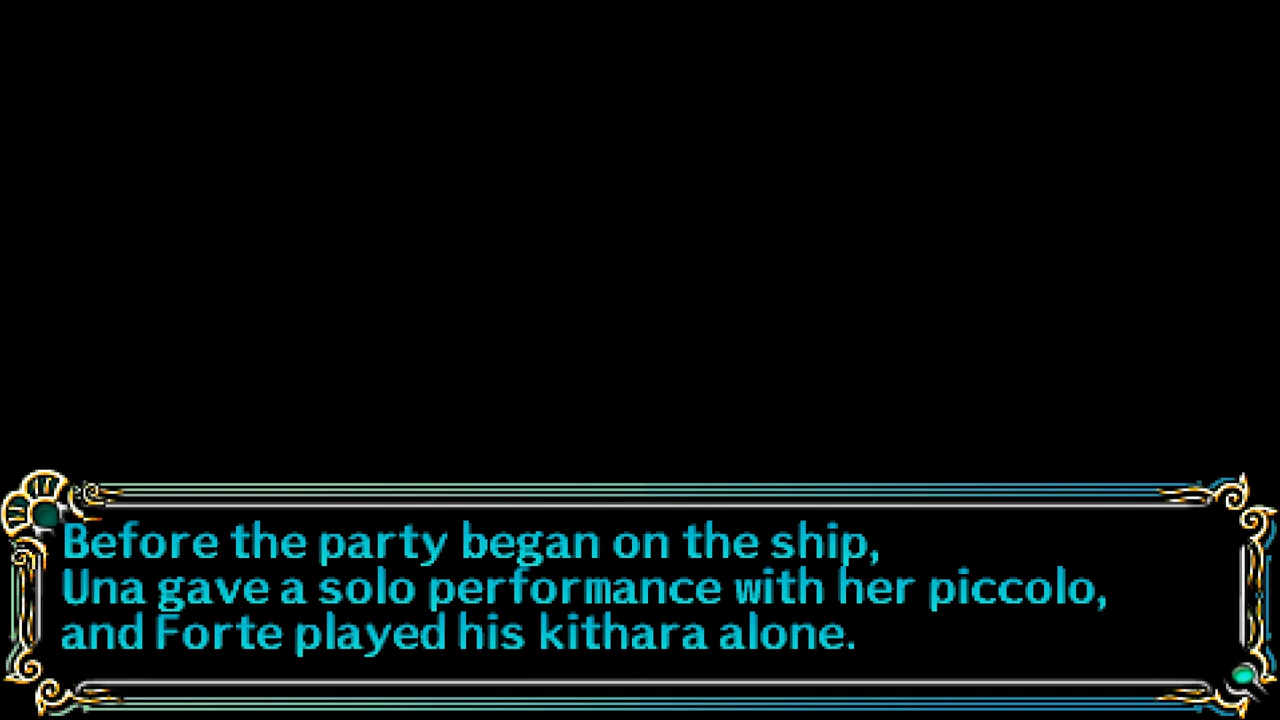 Before the party began on the ship,
Una gave a solo performance with her piccolo,
and Forte played his kithara alone.